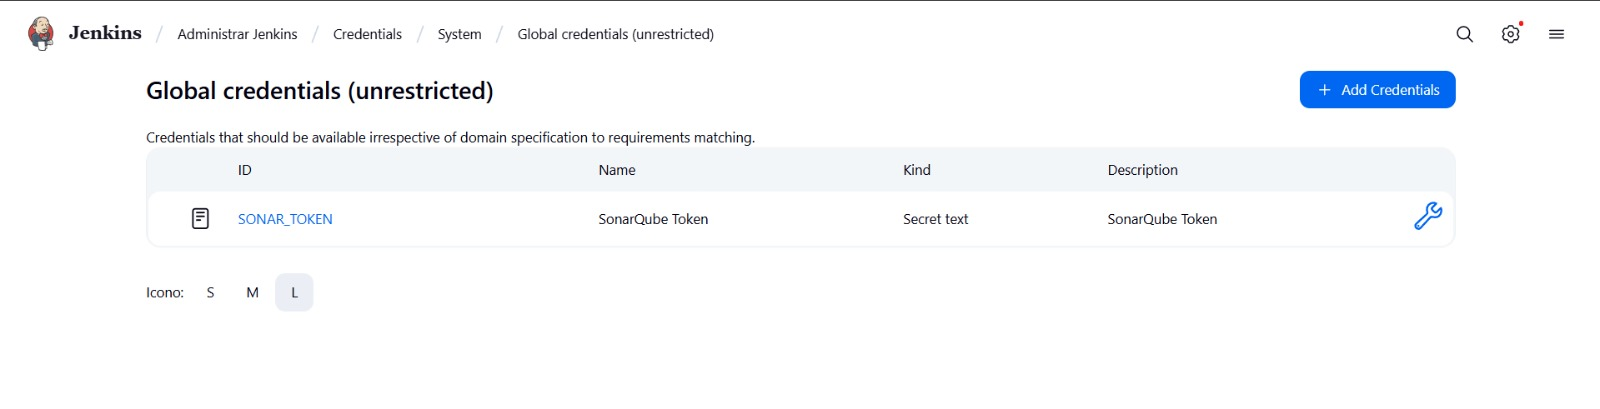 Jenkins / Administrar Jenkins / Credentials / System / Global credentials (unrestricted)
Global credentials (unrestricted)
+ Add Credentials
Credentials that should be available irrespective of domain specification to requirements matching.
ID Name Kind Description
SONAR_TOKEN SonarQube Token Secret text SonarQube Token
Icono: S M L